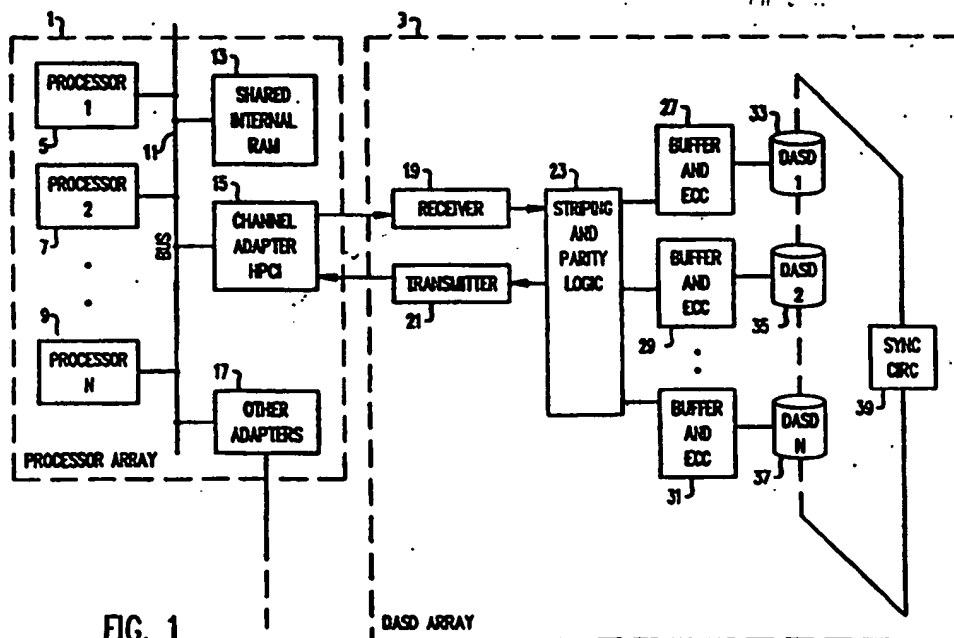 1
3
5
PROCESSOR
1
7
PROCESSOR
2
9
PROCESSOR
N
11
BUS
13
SHARED
INTERNAL
RAM
15
CHANNEL
ADAPTER
HPCI
17
OTHER
ADAPTERS
PROCESSOR ARRAY
19
RECEIVER
TRANSMITTER
21
23
STRIPING
AND
PARITY
LOGIC
27
BUFFER
AND
ECC
BUFFER
AND
ECC
29
BUFFER
AND
ECC
31
33
DASD
1
DASD
2
35
DASD
N
37
SYNC
CIRC
39
DASD ARRAY
FIG. 1